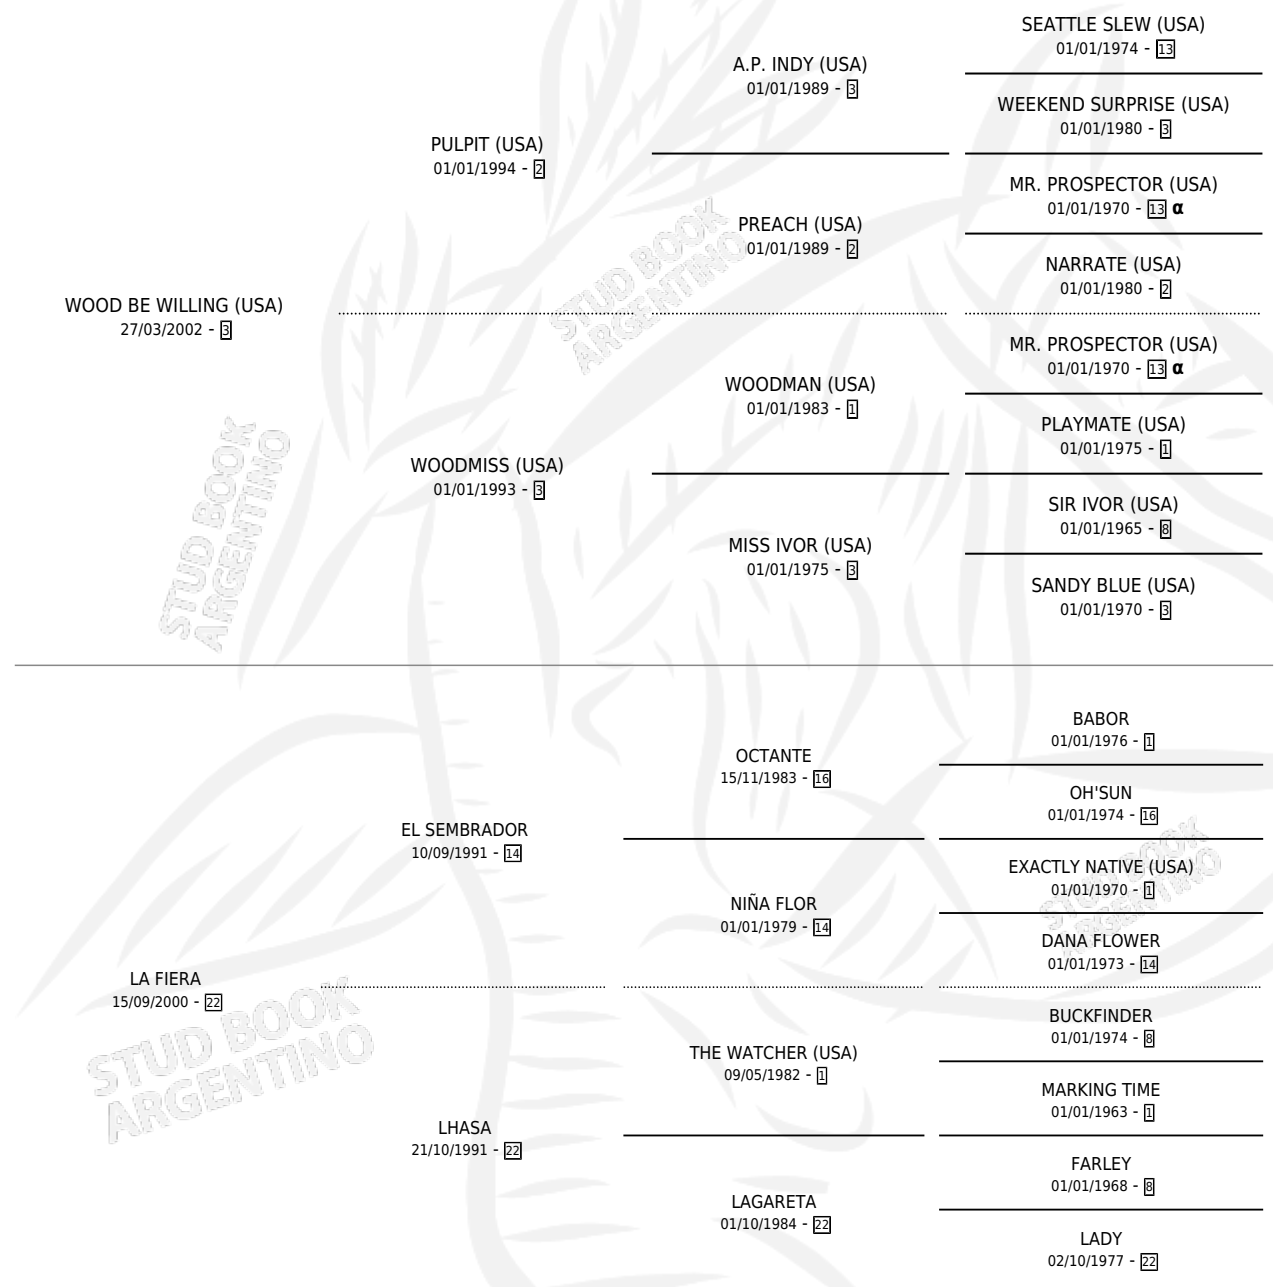 SEATTLE SLEW (USA)
01/01/1974 - 13
A.P. INDY (USA)
01/01/1989 - 3
WEEKEND SURPRISE (USA)
01/01/1980 - 3
PULPIT (USA)
01/01/1994 - 2
MR. PROSPECTOR (USA)
01/01/1970 - 13 α
PREACH (USA)
01/01/1989 - 2
NARRATE (USA)
01/01/1980 - 2
STUD BOOK
ARGENTINO
WOOD BE WILLING (USA)
27/03/2002 - 3
MR. PROSPECTOR (USA)
01/01/1970 - 13 α
WOODMAN (USA)
01/01/1983 - 1
PLAYMATE (USA)
01/01/1975 - 1
WOODMISS (USA)
01/01/1993 - 3
SIR IVOR (USA)
01/01/1965 - 8
MISS IVOR (USA)
01/01/1975 - 3
SANDY BLUE (USA)
01/01/1970 - 3
STUD BOOK
ARGENTINO
BABOR
01/01/1976 - 1
OCTANTE
15/11/1983 - 16
OH'SUN
01/01/1974 - 16
EL SEMBRADOR
10/09/1991 - 14
EXACTLY NATIVE (USA)
01/01/1970 - 1
NIÑA FLOR
01/01/1979 - 14
DANA FLOWER
01/01/1973 - 14
STUD BOOK
ARGENTINO
LA FIERA
15/09/2000 - 22
BUCKFINDER
01/01/1974 - 8
THE WATCHER (USA)
09/05/1982 - 1
MARKING TIME
01/01/1963 - 1
STUD BOOK
ARGENTINO
LHASA
21/10/1991 - 22
FARLEY
01/01/1968 - 8
LAGARETA
01/10/1984 - 22
LADY
02/10/1977 - 22